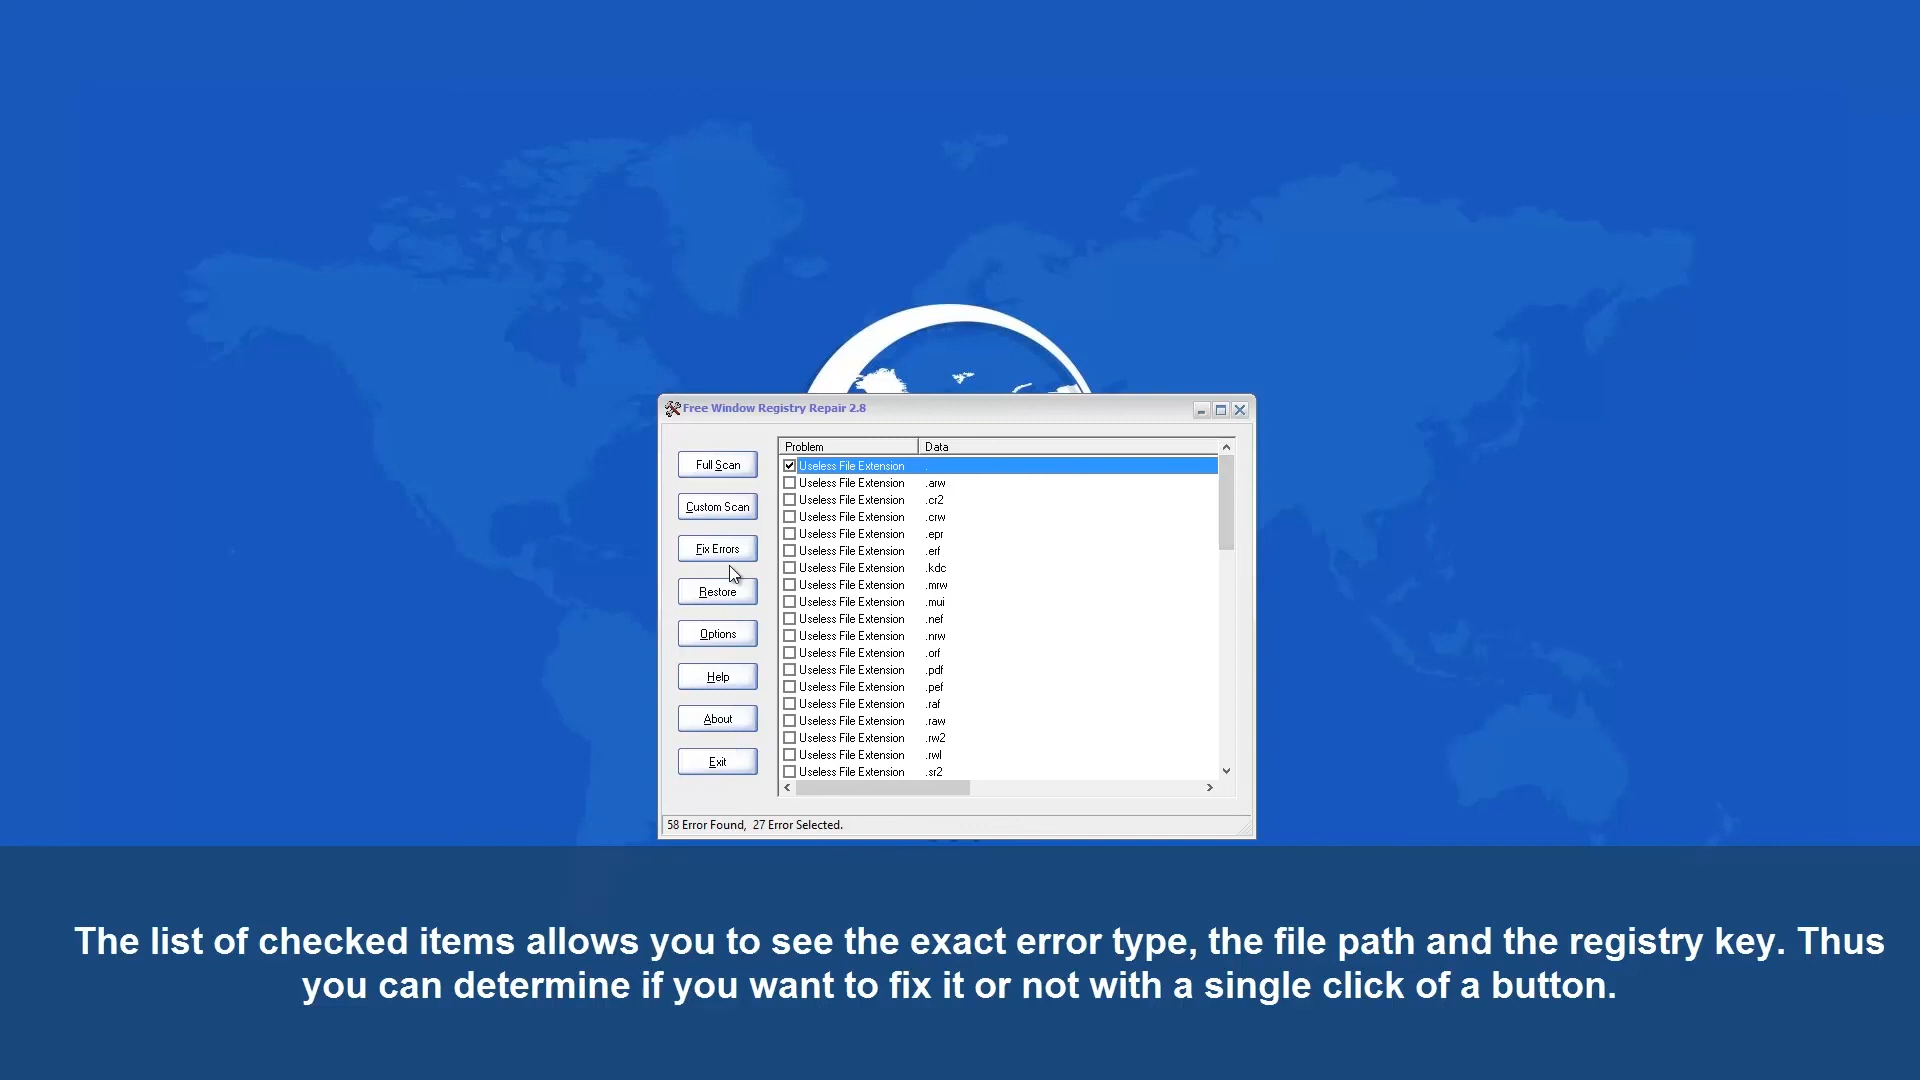 Free Window Registry Repair 2.8
Problem Data
Full Scan
Custom Scan
Fix Errors
Restore
Options
Help
About
Exit
Useless File Extension .
Useless File Extension .arw
Useless File Extension .cr2
Useless File Extension .crw
Useless File Extension .epr
Useless File Extension .erf
Useless File Extension .kdc
Useless File Extension .mrw
Useless File Extension .mui
Useless File Extension .nef
Useless File Extension .nrw
Useless File Extension .orf
Useless File Extension .pdf
Useless File Extension .pef
Useless File Extension .raf
Useless File Extension .raw
Useless File Extension .rw2
Useless File Extension .rwl
Useless File Extension .sr2
58 Error Found, 27 Error Selected.
The list of checked items allows you to see the exact error type, the file path and the registry key. Thus
you can determine if you want to fix it or not with a single click of a button.